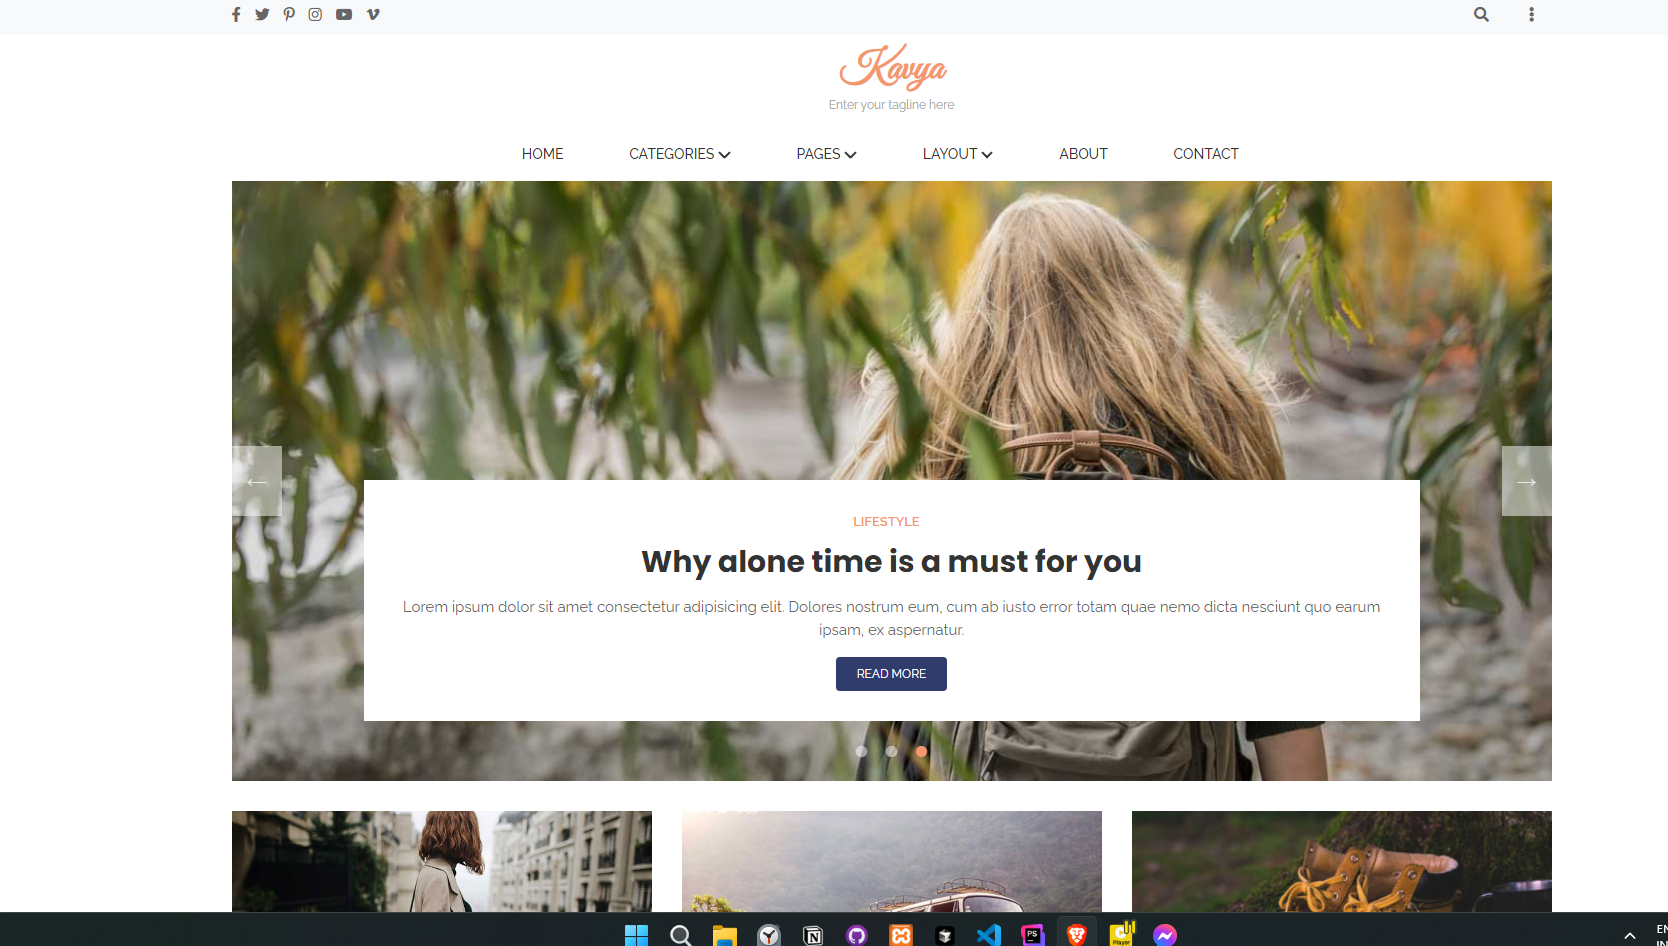 Kavya
Enter your tagline here
HOME CATEGORIES PAGES LAYOUT ABOUT CONTACT
LIFESTYLE
Why alone time is a must for you
Lorem ipsum dolor sit amet consectetur adipisicing elit. Dolores nostrum eum, cum ab iusto error totam quae nemo dicta nesciunt quo earum
ipsam, ex aspernatur.
READ MORE
PS
Player